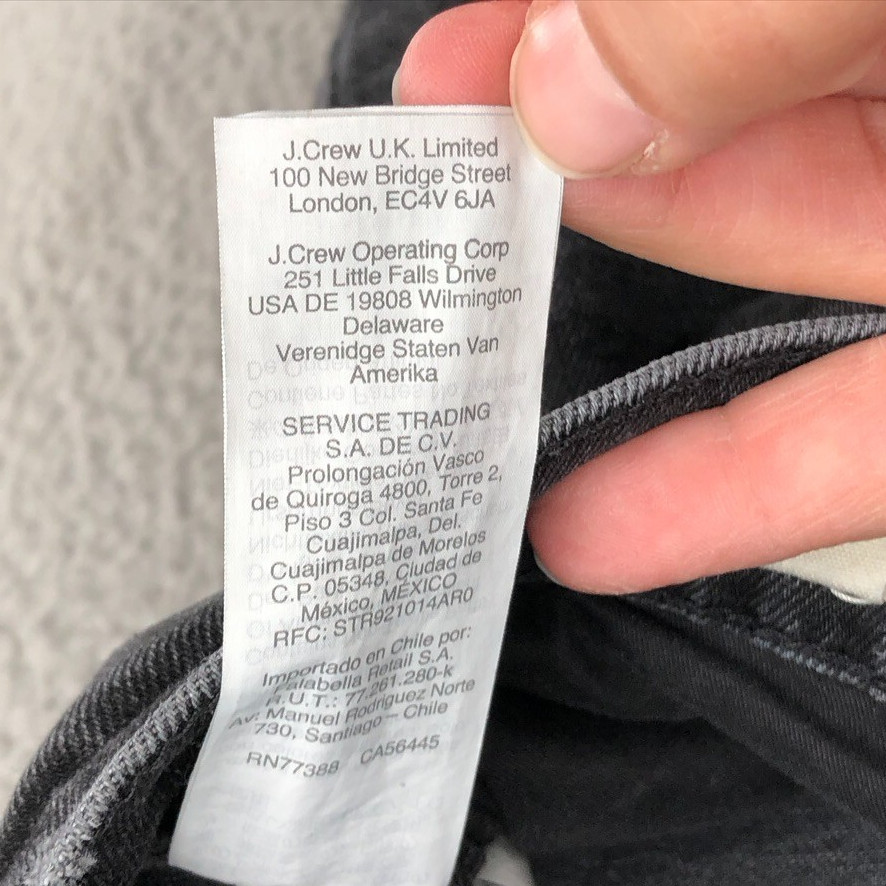 J.Crew U.K. Limited
100 New Bridge Street
London, EC4V 6JA
J.Crew Operating Corp
251 Little Falls Drive
USA DE 19808 Wilmington
Delaware
Verenidge Staten Van
Amerika
SERVICE TRADING
S.A. DE C.V.
Prolongación Vasco
de Quiroga 4800, Torre 2,
Piso 3 Col. Santa Fe
Cuajimalpa, Del.
Cuajimalpa de Morelos
C.P. 05348, Ciudad de
México, MÉXICO
RFC: STR921014AR0
Importado en Chile por:
Falabella Retail S.A.
R.U.T.: 77.261.280-k
Av. Manuel Rodriguez Norte
730, Santiago – Chile
RN77388 CA56445